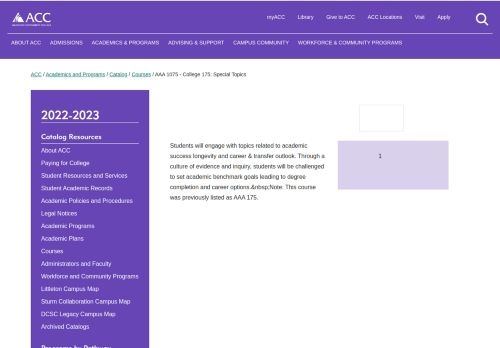 myACC Library Give to ACC ACC Locations Visit Apply
ACC
ABOUT ACC ADMISSIONS ACADEMICS & PROGRAMS ADVISING & SUPPORT CAMPUS COMMUNITY WORKFORCE & COMMUNITY PROGRAMS
ACC / Academics and Programs / Catalog / Courses / AAA 1075 - College 175: Special Topics
2022-2023
Catalog Resources
About ACC
Paying for College
Student Resources and Services
Student Academic Records
Academic Policies and Procedures
Legal Notices
Academic Programs
Academic Plans
Courses
Administrators and Faculty
Workforce and Community Programs
Littleton Campus Map
Sturm Collaboration Campus Map
DCSC Legacy Campus Map
Archived Catalogs
Programs by Pathway
Students will engage with topics related to academic
success longevity and career & transfer outlook. Through a
culture of evidence and inquiry, students will be challenged
to set academic benchmark goals leading to degree
completion and career options.&nbsp;Note: This course
was previously listed as AAA 175.
1